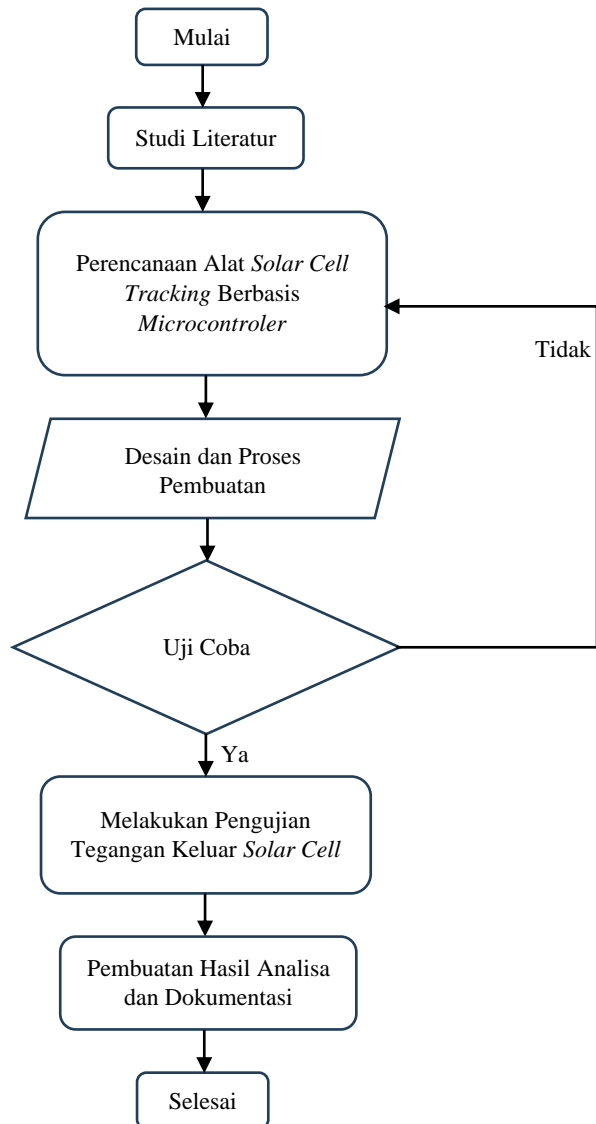 Mulai
Studi Literatur
Perencanaan Alat Solar Cell
Tracking Berbasis
Microcontroler
Tidak
Desain dan Proses
Pembuatan
Uji Coba
Ya
Melakukan Pengujian
Tegangan Keluar Solar Cell
Pembuatan Hasil Analisa
dan Dokumentasi
Selesai